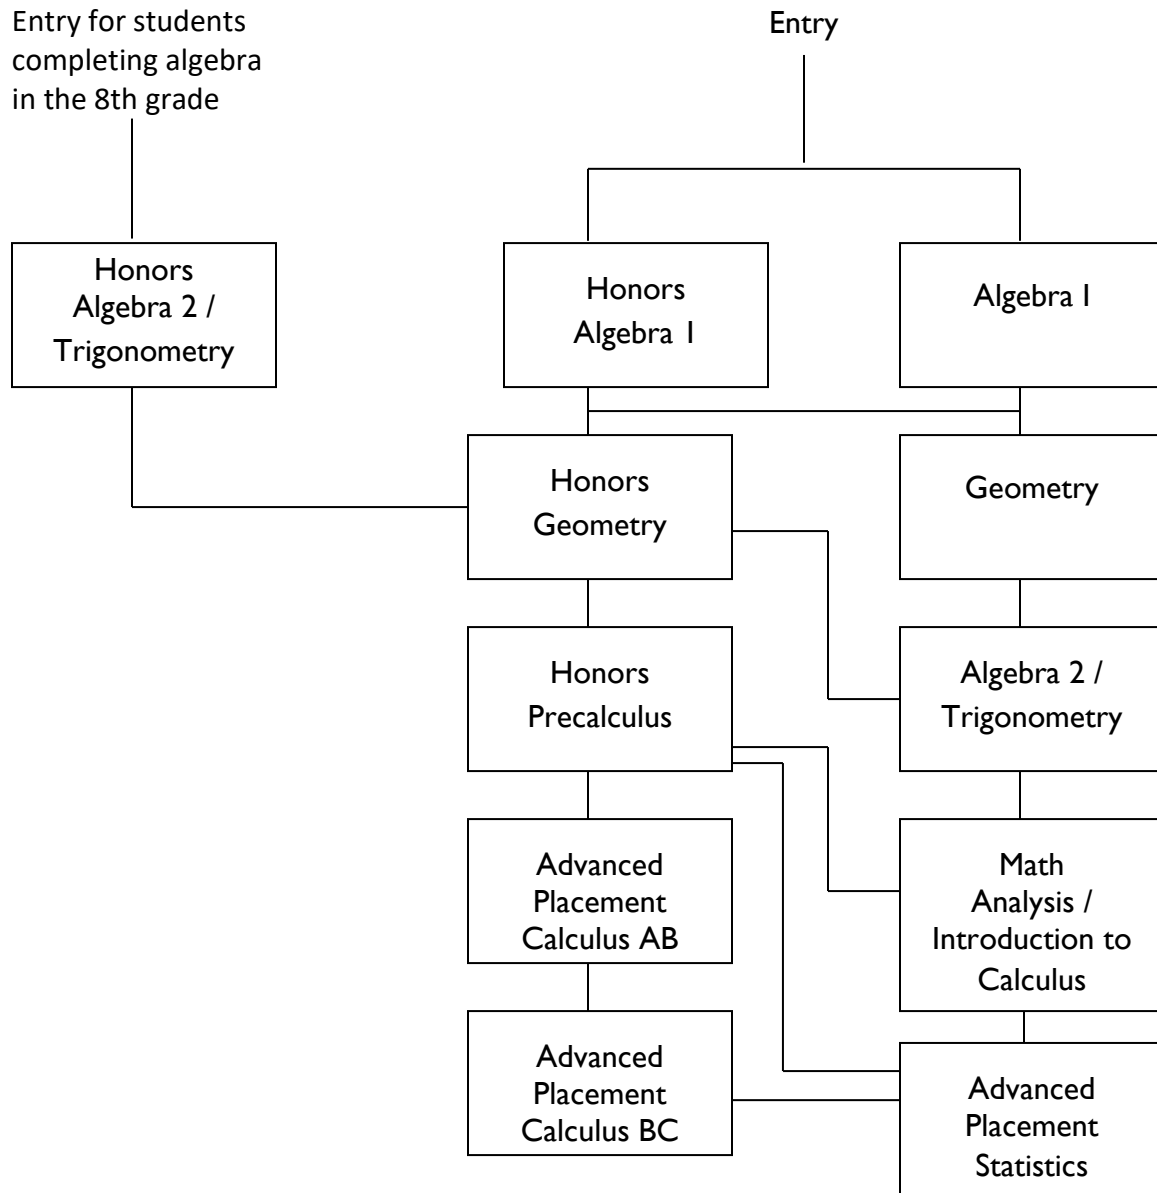 Entry for students
completing algebra
in the 8th grade
Entry
Honors
Algebra 2 /
Trigonometry
Honors
Algebra 1
Algebra I
Honors
Geometry
Geometry
Honors
Precalculus
Algebra 2 /
Trigonometry
Advanced
Placement
Calculus AB
Math
Analysis /
Introduction to
Calculus
Advanced
Placement
Calculus BC
Advanced
Placement
Statistics